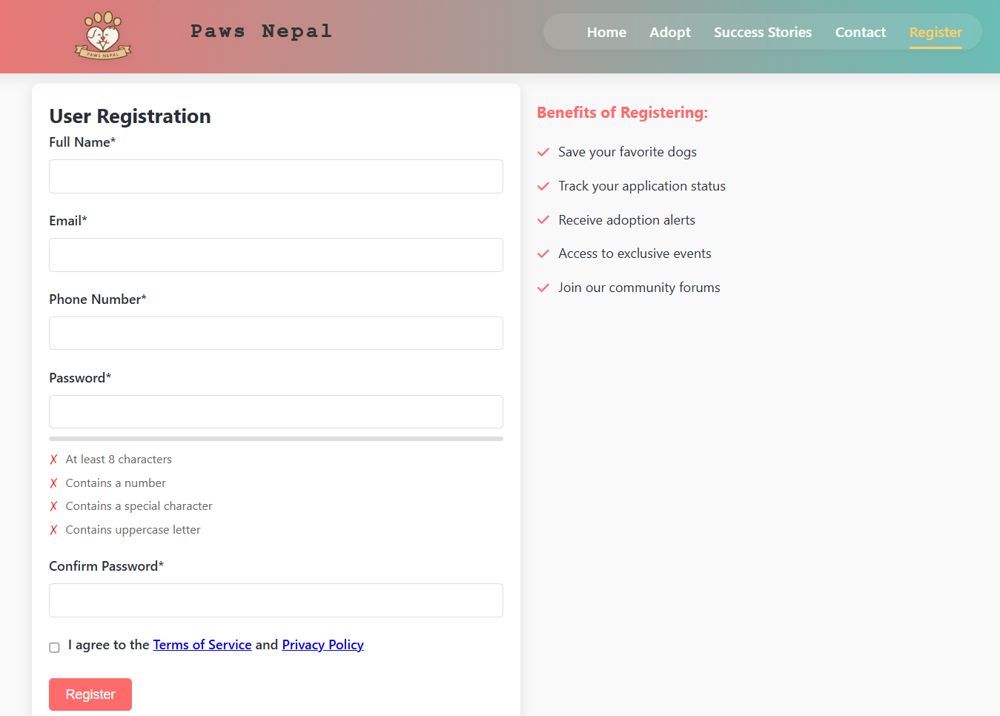 PAWS NEPAL
Paws Nepal
Home Adopt Success Stories Contact Register
User Registration
Full Name*
Email*
Phone Number*
Password*
At least 8 characters
Contains a number
Contains a special character
Contains uppercase letter
Confirm Password*
I agree to the Terms of Service and Privacy Policy
Register
Benefits of Registering:
Save your favorite dogs
Track your application status
Receive adoption alerts
Access to exclusive events
Join our community forums